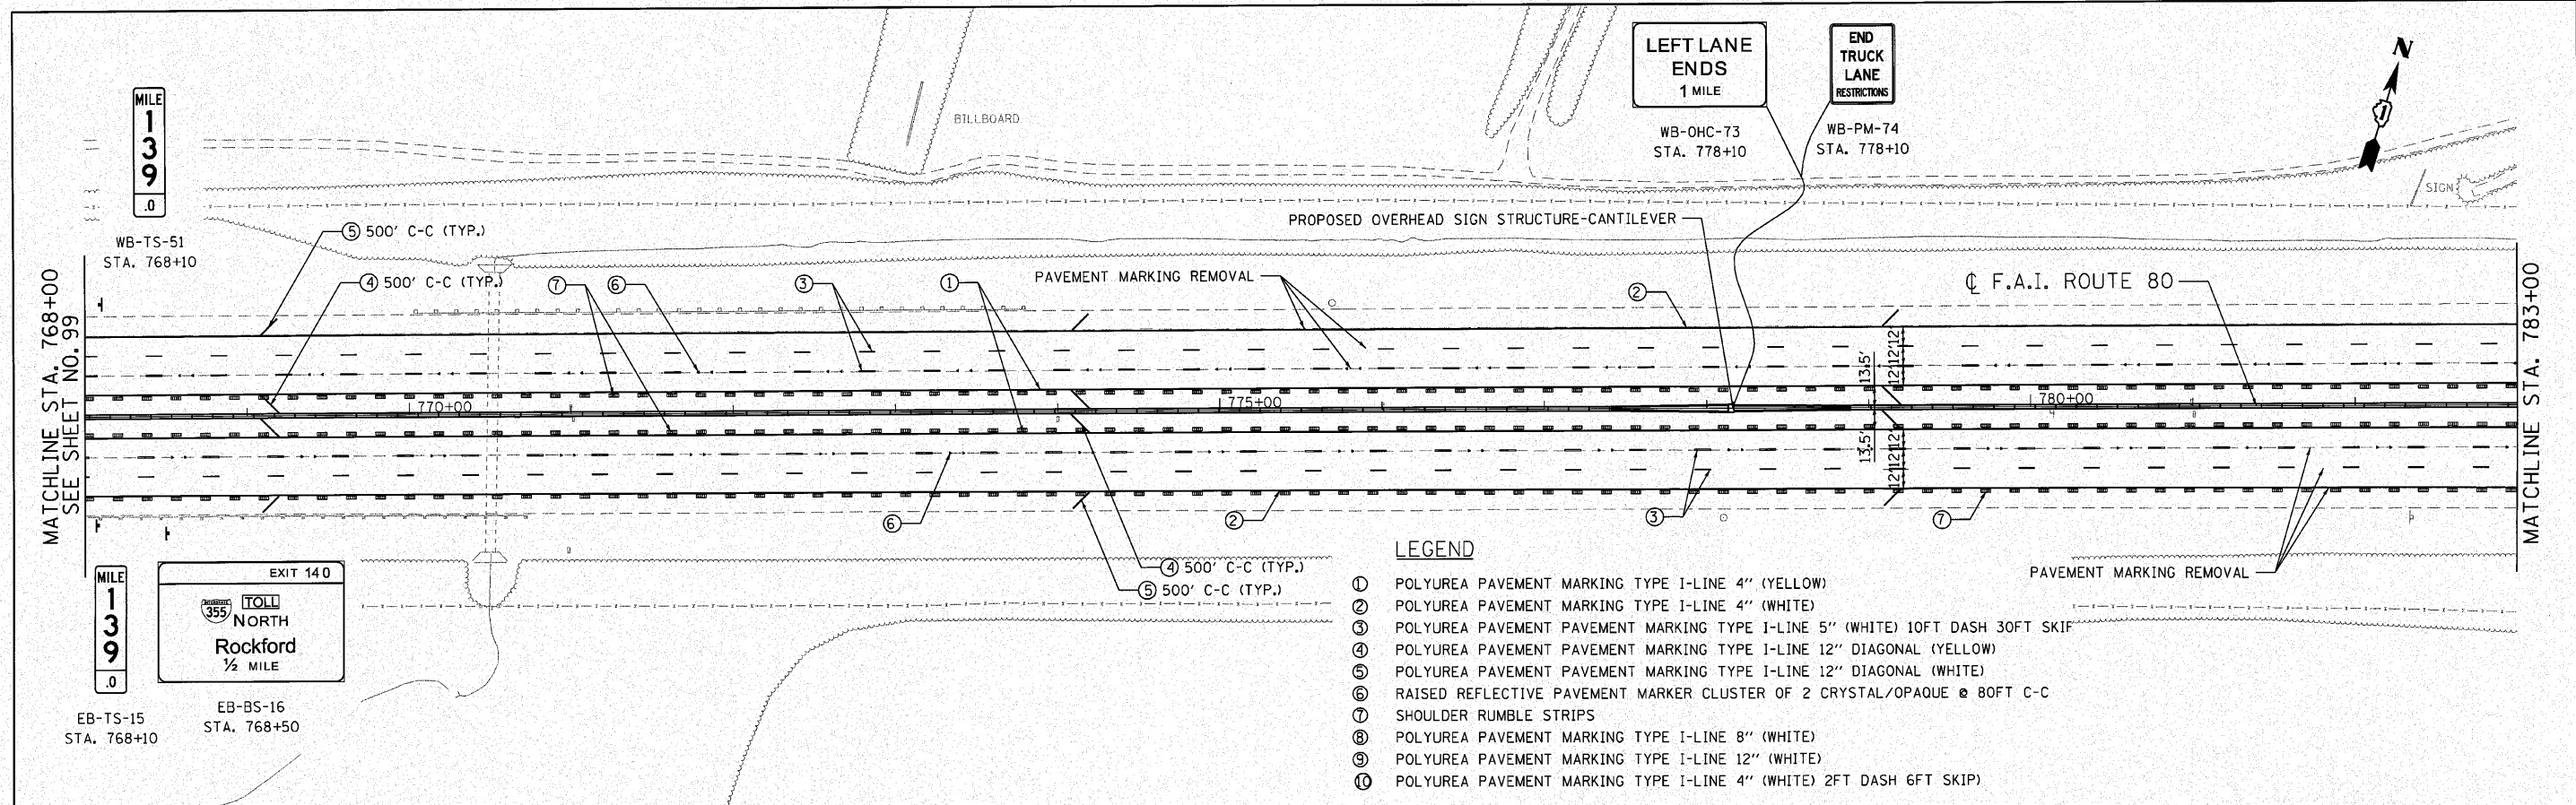 MILE
1
3
9
.0
WB-TS-51
STA. 768+10
BILLBOARD
LEFT LANE
ENDS
1 MILE
WB-OHC-73
STA. 778+10
END
TRUCK
LANE
RESTRICTIONS
WB-PM-74
STA. 778+10
N
1
SIGN
PROPOSED OVERHEAD SIGN STRUCTURE-CANTILEVER
5 500' C-C (TYP.)
4 500' C-C (TYP.)
7
6
3
1
PAVEMENT MARKING REMOVAL
2
℄ F.A.I. ROUTE 80
MATCHLINE STA. 768+00
SEE SHEET NO. 99
MATCHLINE STA. 783+00
770+00
775+00
780+00
13.5'
12'12'12'
13.5'
12'12'12'
6
2
3
7
4 500' C-C (TYP.)
5 500' C-C (TYP.)
PAVEMENT MARKING REMOVAL
MILE
1
3
9
.0
EB-TS-15
STA. 768+10
EXIT 140
INTERSTATE
355
TOLL
NORTH
Rockford
½ MILE
EB-BS-16
STA. 768+50
LEGEND
1 POLYUREA PAVEMENT MARKING TYPE I-LINE 4" (YELLOW)
2 POLYUREA PAVEMENT MARKING TYPE I-LINE 4" (WHITE)
3 POLYUREA PAVEMENT PAVEMENT MARKING TYPE I-LINE 5" (WHITE) 10FT DASH 30FT SKIP
4 POLYUREA PAVEMENT PAVEMENT MARKING TYPE I-LINE 12" DIAGONAL (YELLOW)
5 POLYUREA PAVEMENT PAVEMENT MARKING TYPE I-LINE 12" DIAGONAL (WHITE)
6 RAISED REFLECTIVE PAVEMENT MARKER CLUSTER OF 2 CRYSTAL/OPAQUE @ 80FT C-C
7 SHOULDER RUMBLE STRIPS
8 POLYUREA PAVEMENT MARKING TYPE I-LINE 8" (WHITE)
9 POLYUREA PAVEMENT MARKING TYPE I-LINE 12" (WHITE)
10 POLYUREA PAVEMENT MARKING TYPE I-LINE 4" (WHITE) 2FT DASH 6FT SKIP)